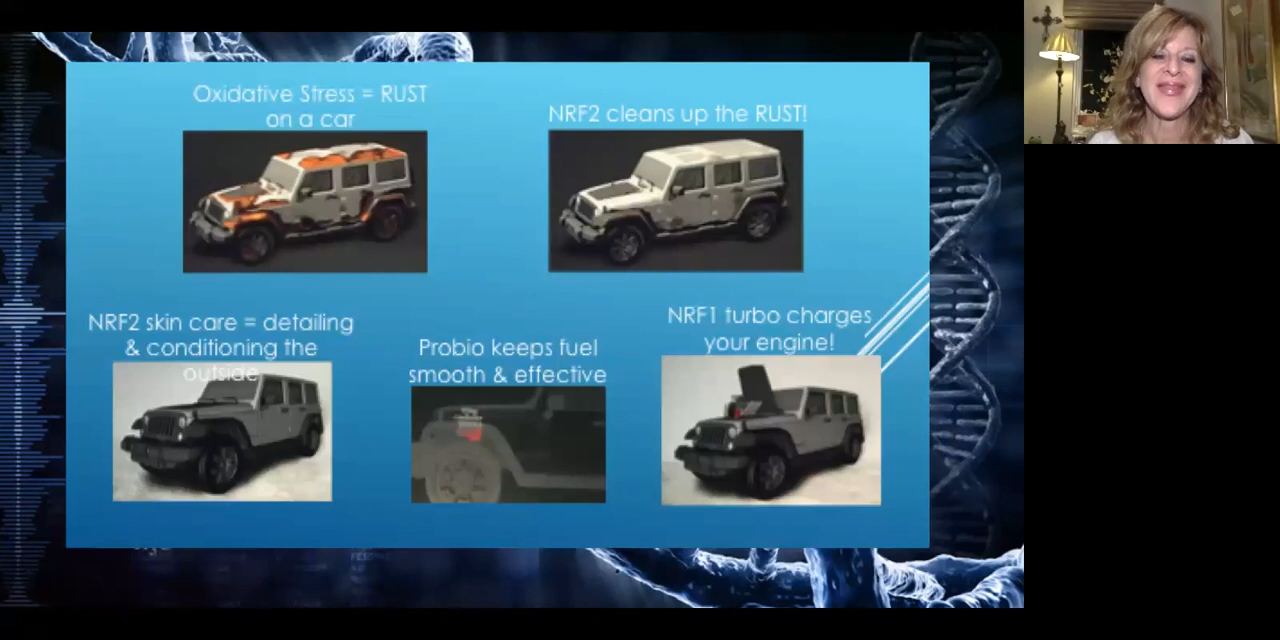 Oxidative Stress = RUST
on a car
NRF2 cleans up the RUST!
NRF2 skin care = detailing
& conditioning the
outside
Probio keeps fuel
smooth & effective
NRF1 turbo charges
your engine!